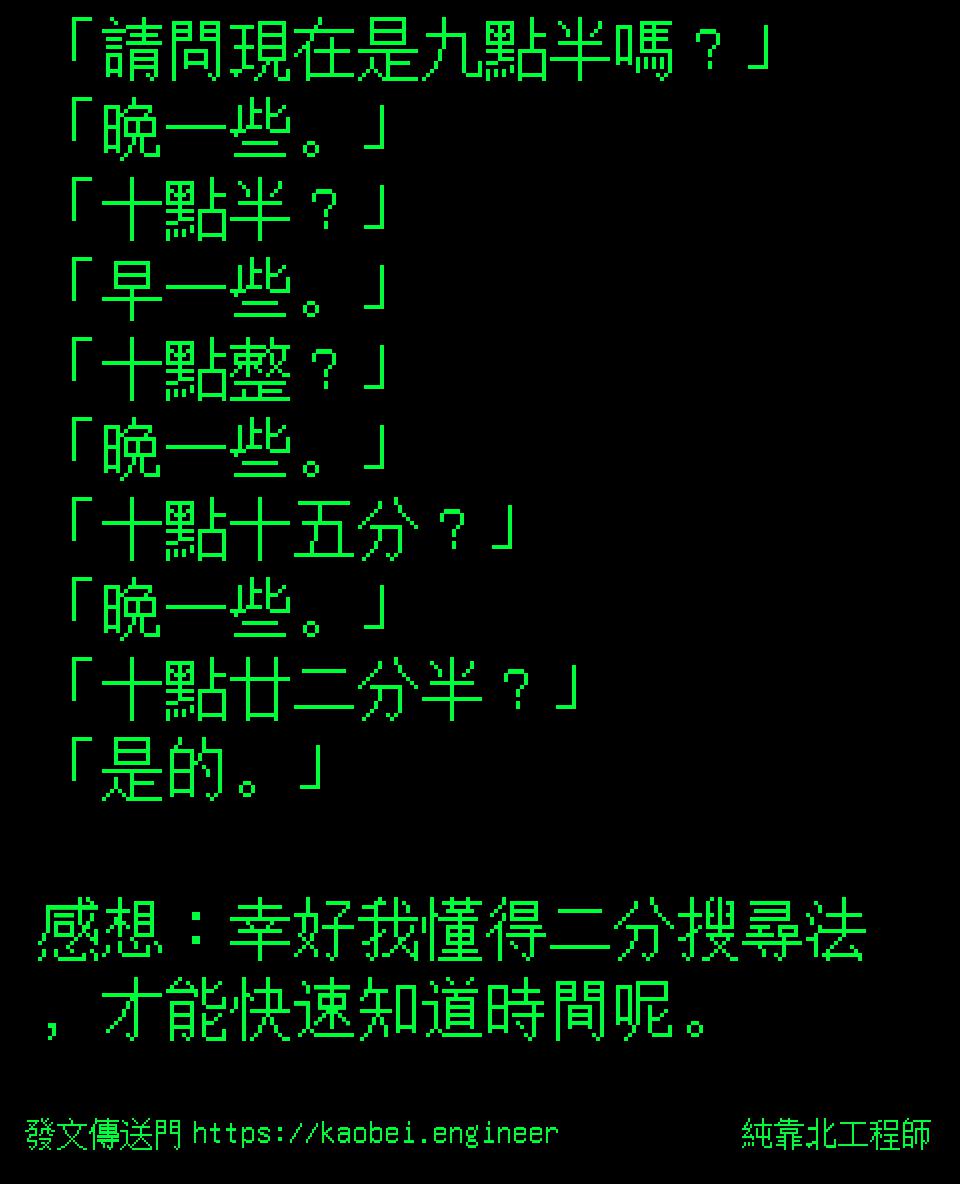 「請問現在是九點半嗎？」
「晚一些。」
「十點半？」
「早一些。」
「十點整？」
「晚一些。」
「十點十五分？」
「晚一些。」
「十點廿二分半？」
「是的。」
感想：幸好我懂得二分搜尋法
，才能快速知道時間呢。
發文傳送門 https://kaobei.engineer
純靠北工程師